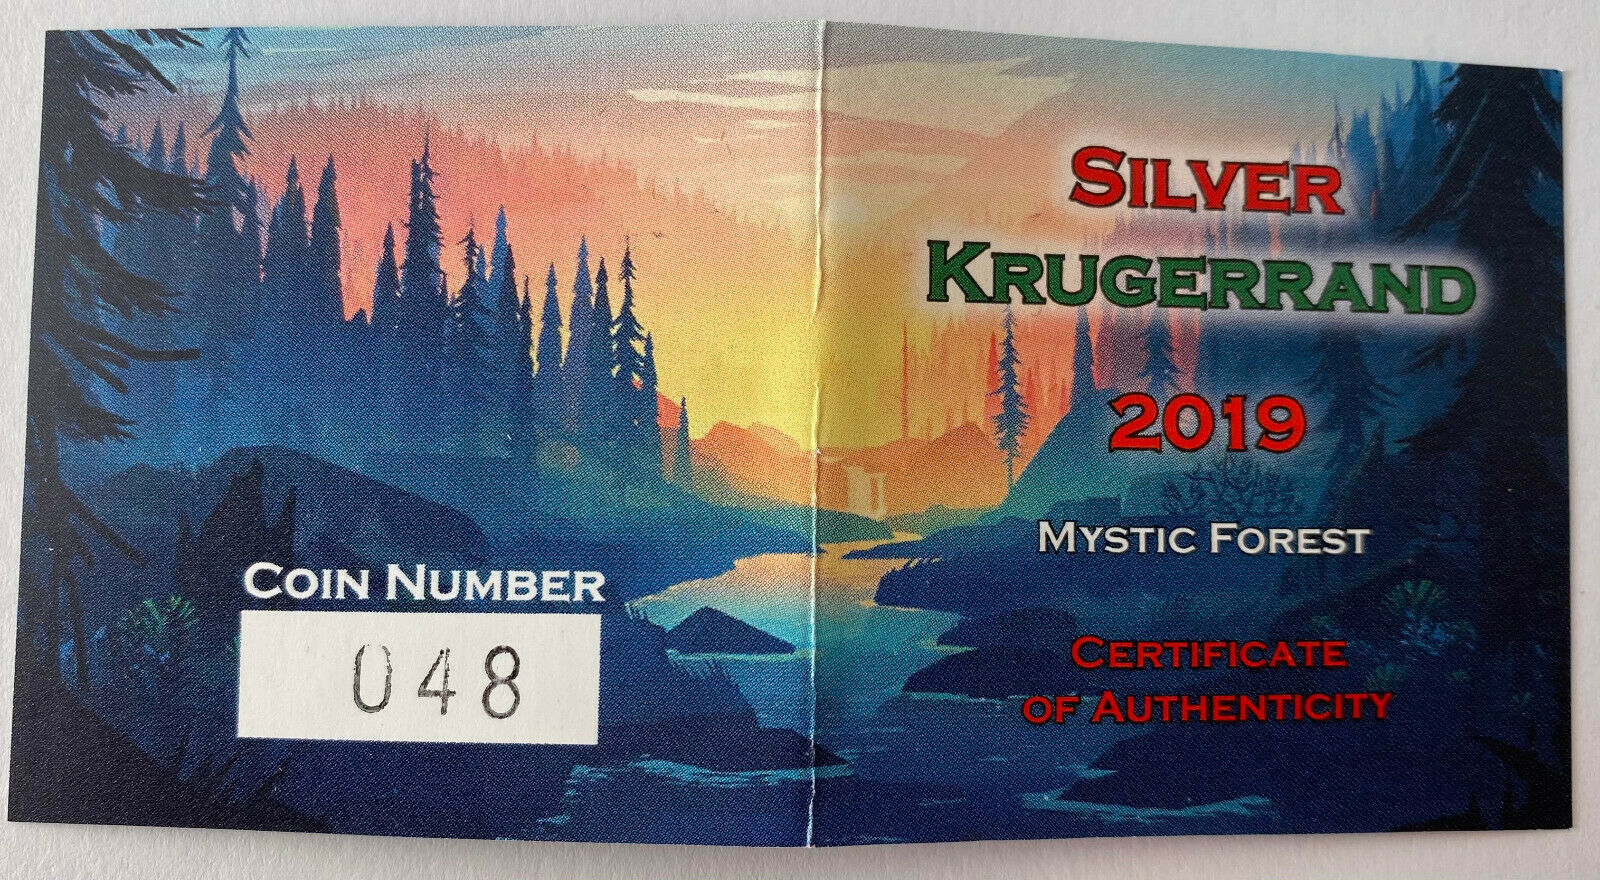 Coin Number
048
Silver
Krugerrand
2019
Mystic Forest
Certificate
of Authenticity